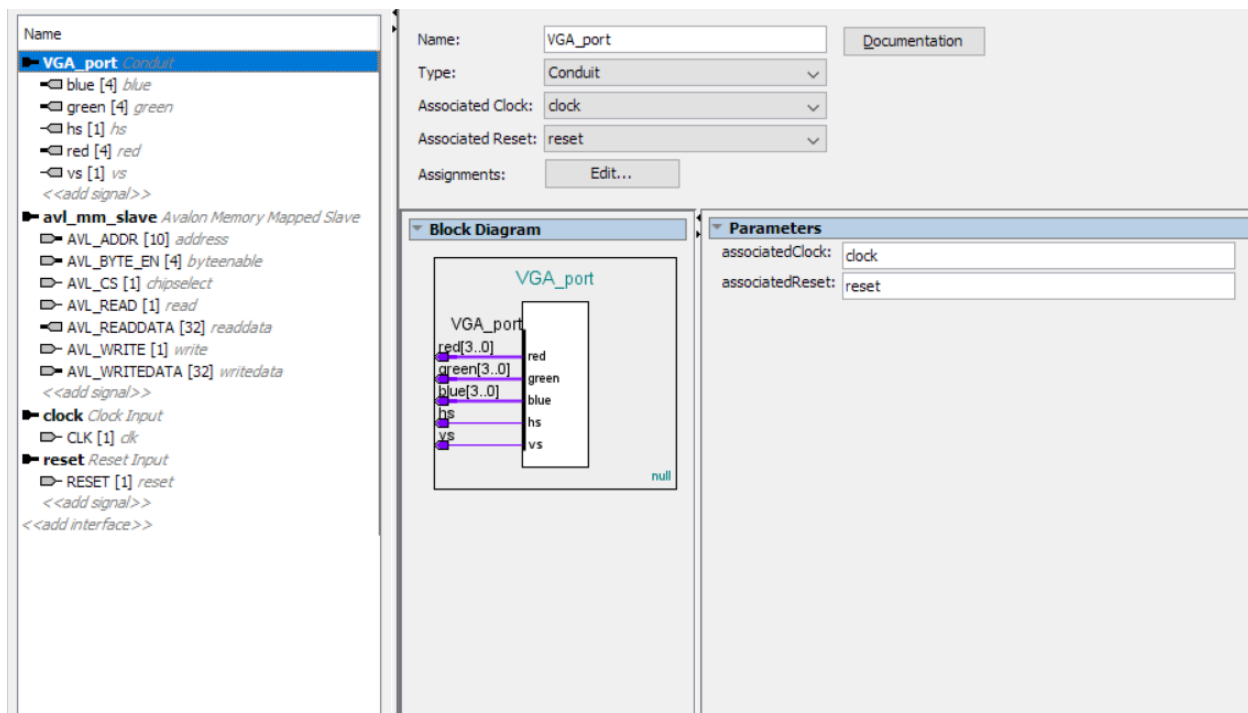 Name
VGA_port Conduit
blue [4] blue
green [4] green
hs [1] hs
red [4] red
vs [1] vs
<<add signal>>
avl_mm_slave Avalon Memory Mapped Slave
AVL_ADDR [10] address
AVL_BYTE_EN [4] byteenable
AVL_CS [1] chipselect
AVL_READ [1] read
AVL_READDATA [32] readdata
AVL_WRITE [1] write
AVL_WRITEDATA [32] writedata
<<add signal>>
clock Clock Input
CLK [1] clk
reset Reset Input
RESET [1] reset
<<add signal>>
<<add interface>>
Name: VGA_port Documentation
Type: Conduit
Associated Clock: clock
Associated Reset: reset
Assignments: Edit...
Block Diagram
VGA_port
VGA_port
red[3..0] red
green[3..0] green
blue[3..0] blue
hs hs
vs vs
null
Parameters
associatedClock: clock
associatedReset: reset